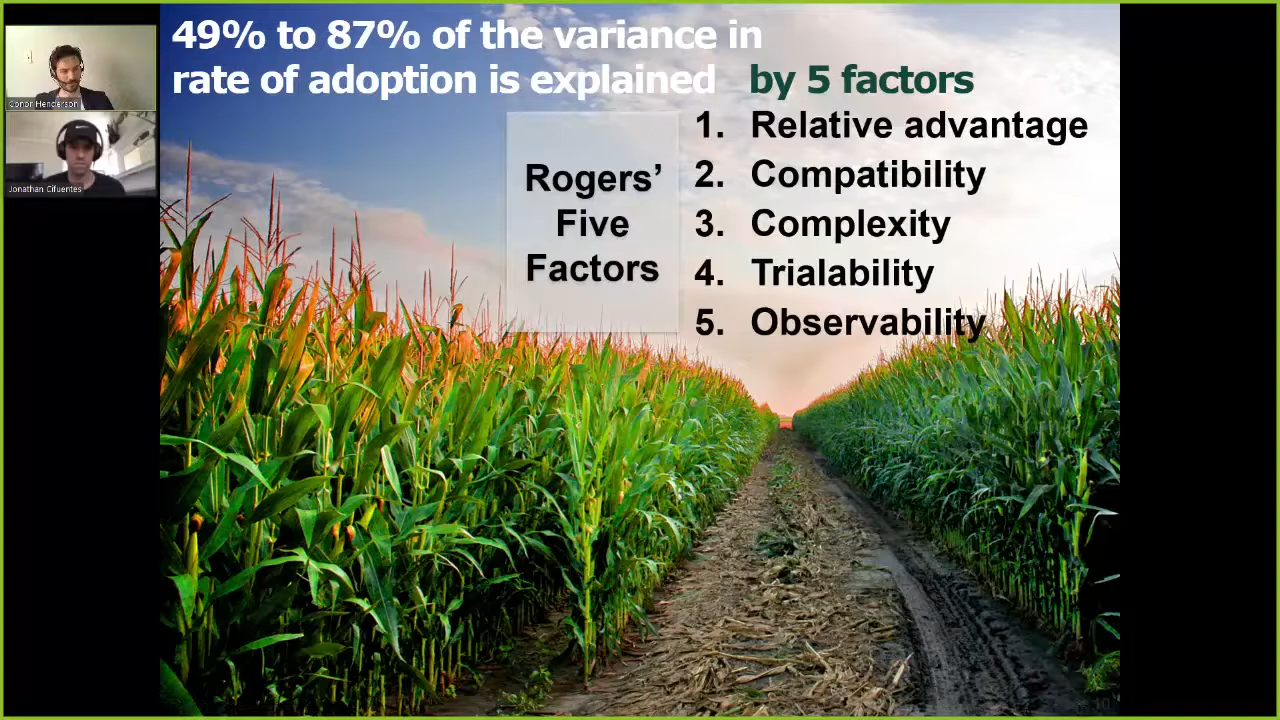 49% to 87% of the variance in
rate of adoption is explained by 5 factors
Rogers’
Five
Factors
1. Relative advantage
2. Compatibility
3. Complexity
4. Trialability
5. Observability
Conor Henderson
Jonathan Cifuentes
10